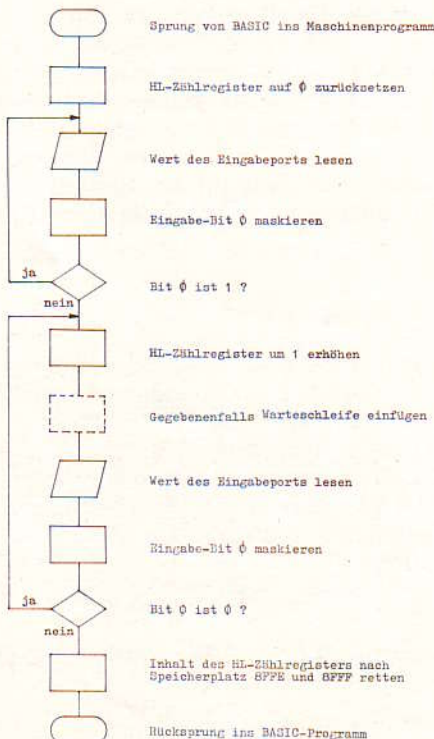 Sprung von BASIC ins Maschinenprogramm
HL-Zählregister auf ϕ zurücksetzen
Wert des Eingabeports lesen
Eingabe-Bit ϕ maskieren
ja
Bit ϕ ist 1 ?
nein
HL-Zählregister um 1 erhöhen
Gegebenenfalls Warteschleife einfügen
Wert des Eingabeports lesen
Eingabe-Bit ϕ maskieren
ja
Bit ϕ ist ϕ ?
nein
Inhalt des HL-Zählregisters nach
Speicherplatz 8FFE und 8FFF retten
Rücksprung ins BASIC-Programm